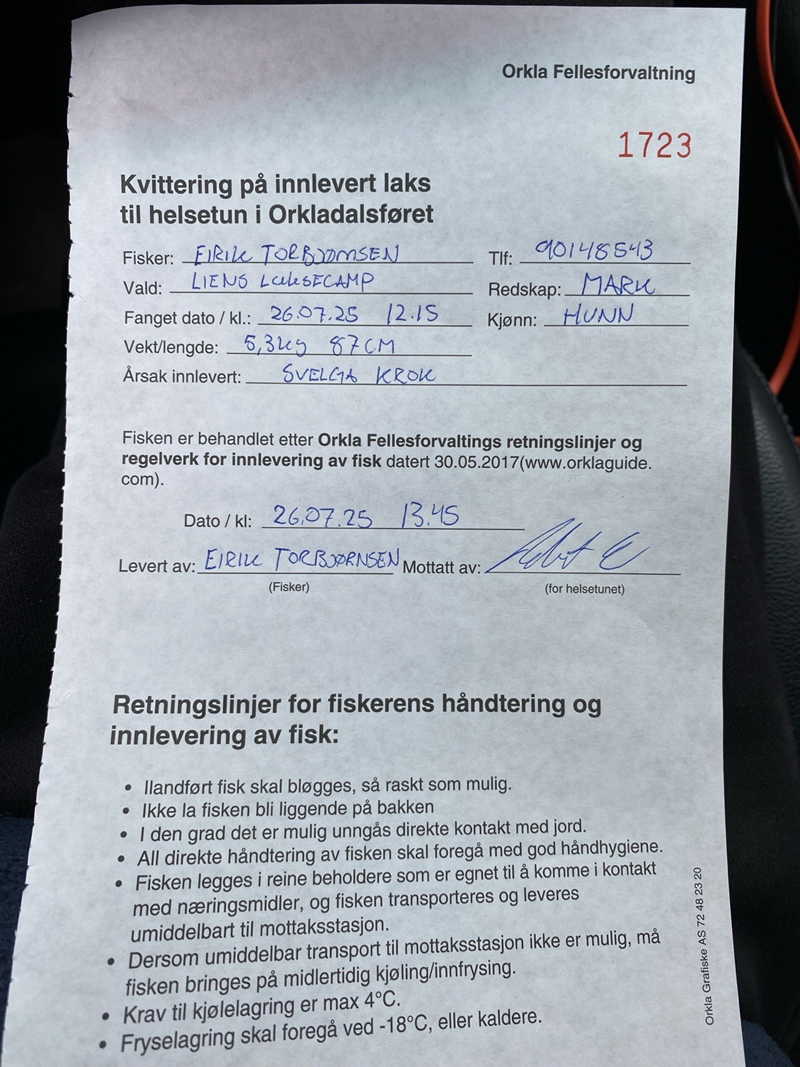 Orkla Fellesforvaltning
1723
Kvittering på innlevert laks
til helsetun i Orkladalsføret
Fisker: EIRIK TORBJØRNSEN Tlf: 90148543
Vald: LIENS LAKSECAMP Redskap: MARK
Fanget dato / kl.: 26.07.25 12.15 Kjønn: HUNN
Vekt/lengde: 5,3kg 87CM
Årsak innlevert: SVELGA KROK
Fisken er behandlet etter Orkla Fellesforvaltings retningslinjer og
regelverk for innlevering av fisk datert 30.05.2017(www.orklaguide.
com).
Dato / kl: 26.07.25 13.45
Levert av: EIRIK TORBJØRNSEN Mottatt av:
(Fisker) (for helsetunet)
Retningslinjer for fiskerens håndtering og
innlevering av fisk:
• Ilandført fisk skal bløgges, så raskt som mulig.
• Ikke la fisken bli liggende på bakken
• I den grad det er mulig unngås direkte kontakt med jord.
• All direkte håndtering av fisken skal foregå med god håndhygiene.
• Fisken legges i reine beholdere som er egnet til å komme i kontakt
med næringsmidler, og fisken transporteres og leveres
umiddelbart til mottaksstasjon.
• Dersom umiddelbar transport til mottaksstasjon ikke er mulig, må
fisken bringes på midlertidig kjøling/innfrysing.
• Krav til kjølelagring er max 4°C.
• Fryselagring skal foregå ved -18°C, eller kaldere.
Orkla Grafiske AS 72 48 23 20